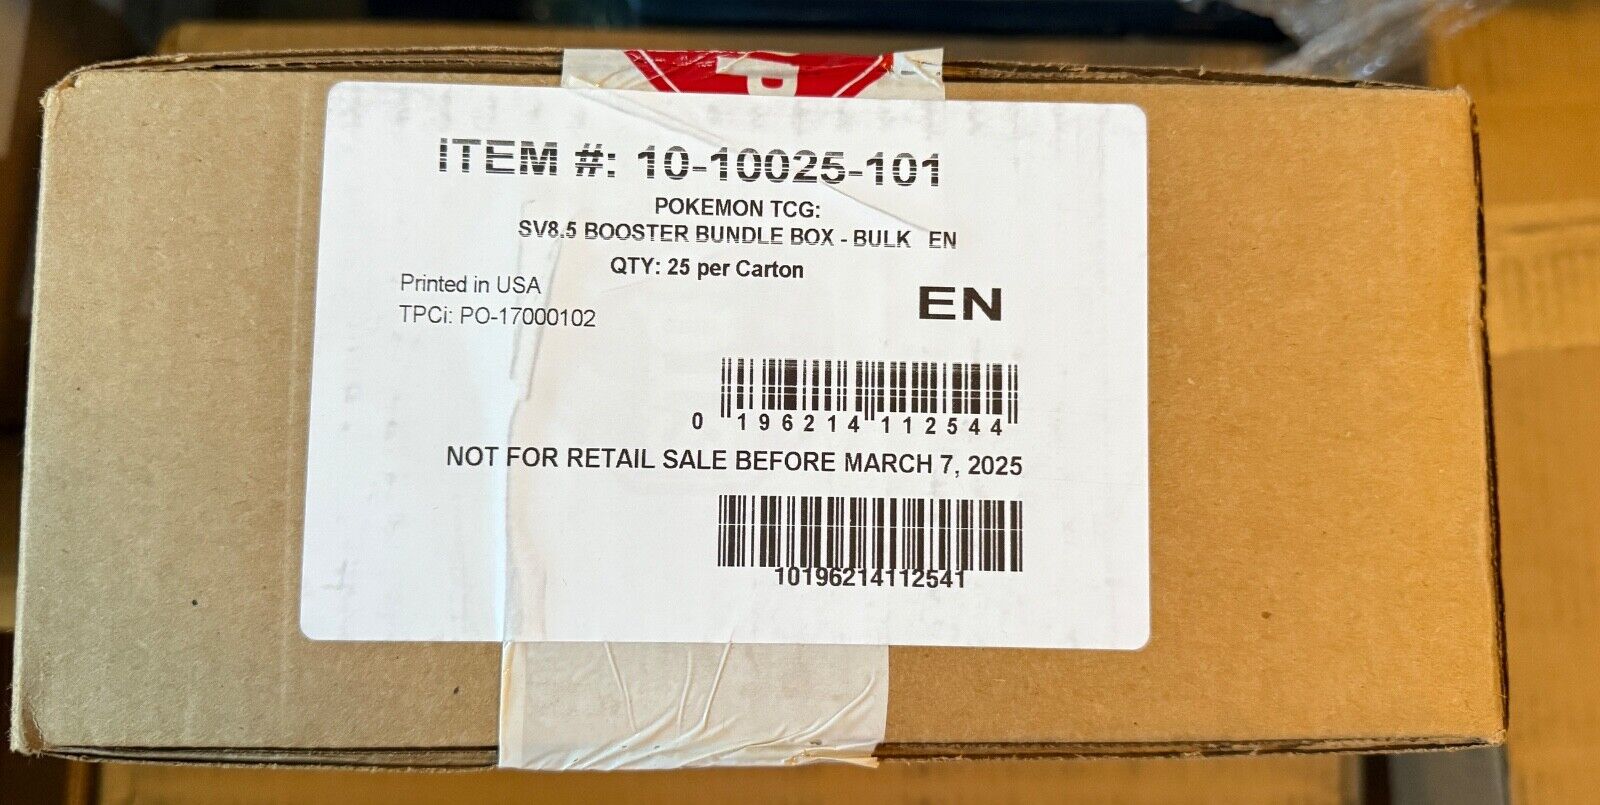 P
ITEM #: 10-10025-101
POKEMON TCG:
SV8.5 BOOSTER BUNDLE BOX - BULK EN
QTY: 25 per Carton
Printed in USA
EN
TPCi: PO-17000102
0 196214 112544
NOT FOR RETAIL SALE BEFORE MARCH 7, 2025
10196214112541